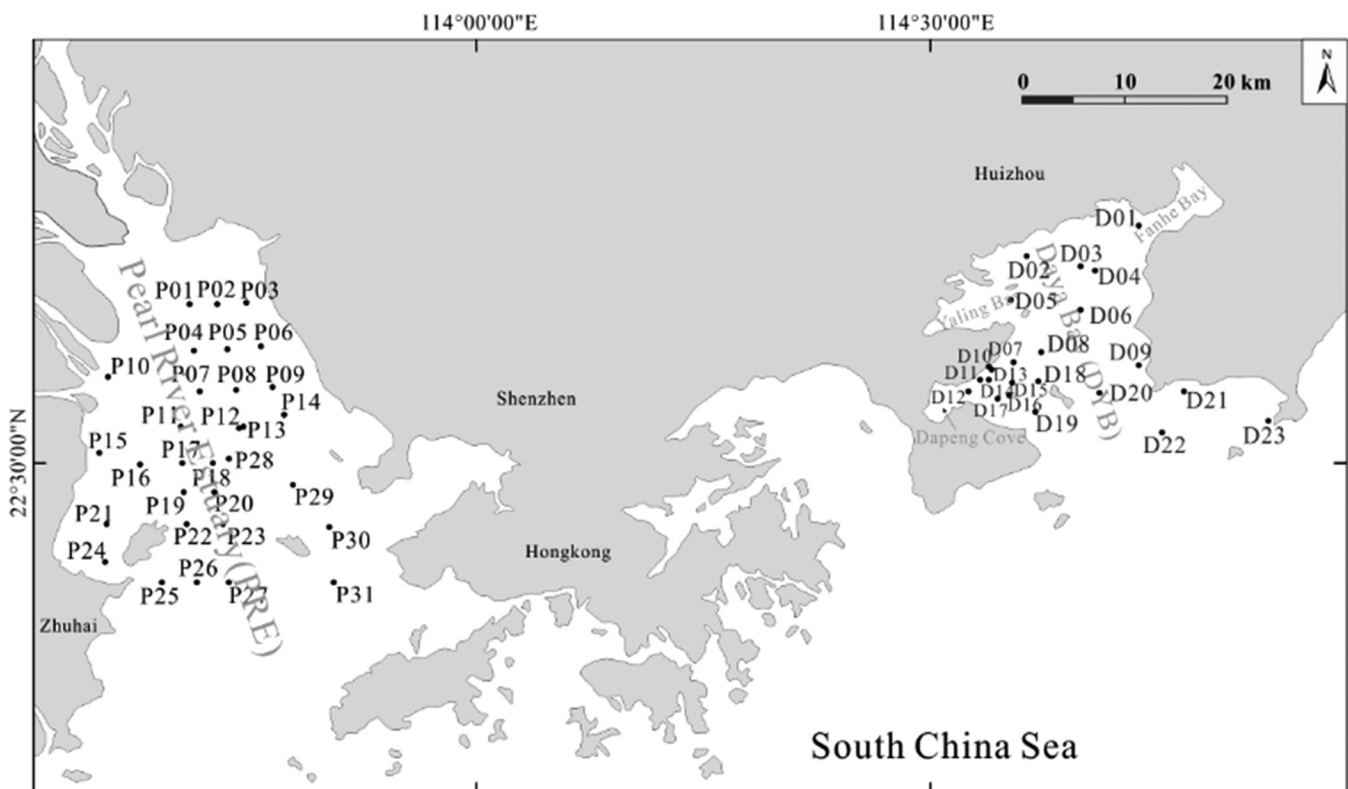 114°00'00"E
114°30'00"E
N
0 10 20 km
Huizhou
D01
Fanhe Bay
D03
D02
D04
Daya Bay (DYB)
D05
Yaling Bay
D06
Pearl River Estuary (PRE)
P01 P02 P03
P04 P05 P06
P10
P07 P08 P09
P14
P11 P12
P13
P15
P17
P28
P16
P18
P19 P20
P29
P21
P22 P23
P30
P24
P26
P25 P27
P31
D08
D07
D10
D09
D11
D13
D18
D12
D14
D15
D20
D21
D17
D16
D19
D22
D23
Dapeng Cove
Shenzhen
22°30'00"N
Hongkong
Zhuhai
South China Sea